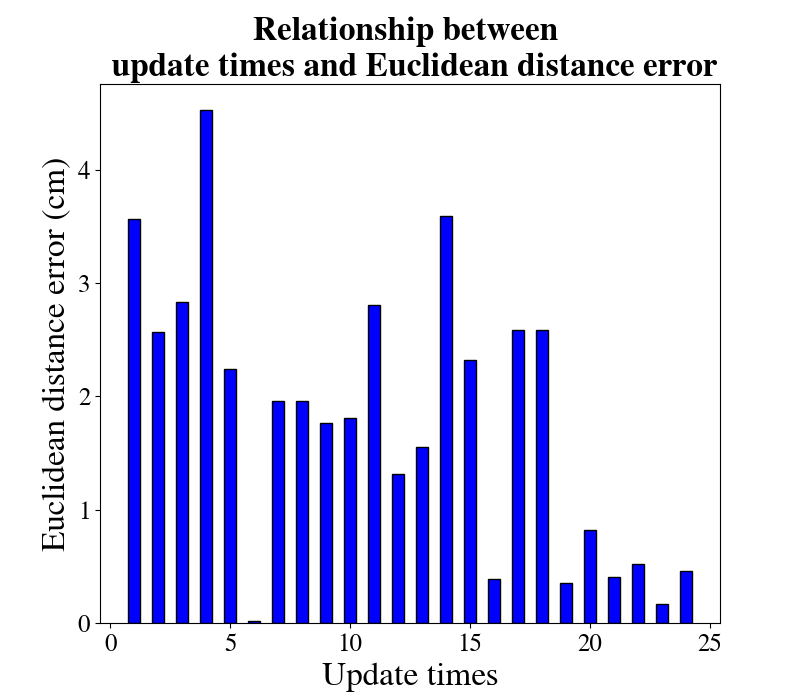 Relationship between
update times and Euclidean distance error
Euclidean distance error (cm)
4
3
2
1
0
0 5 10 15 20 25
Update times